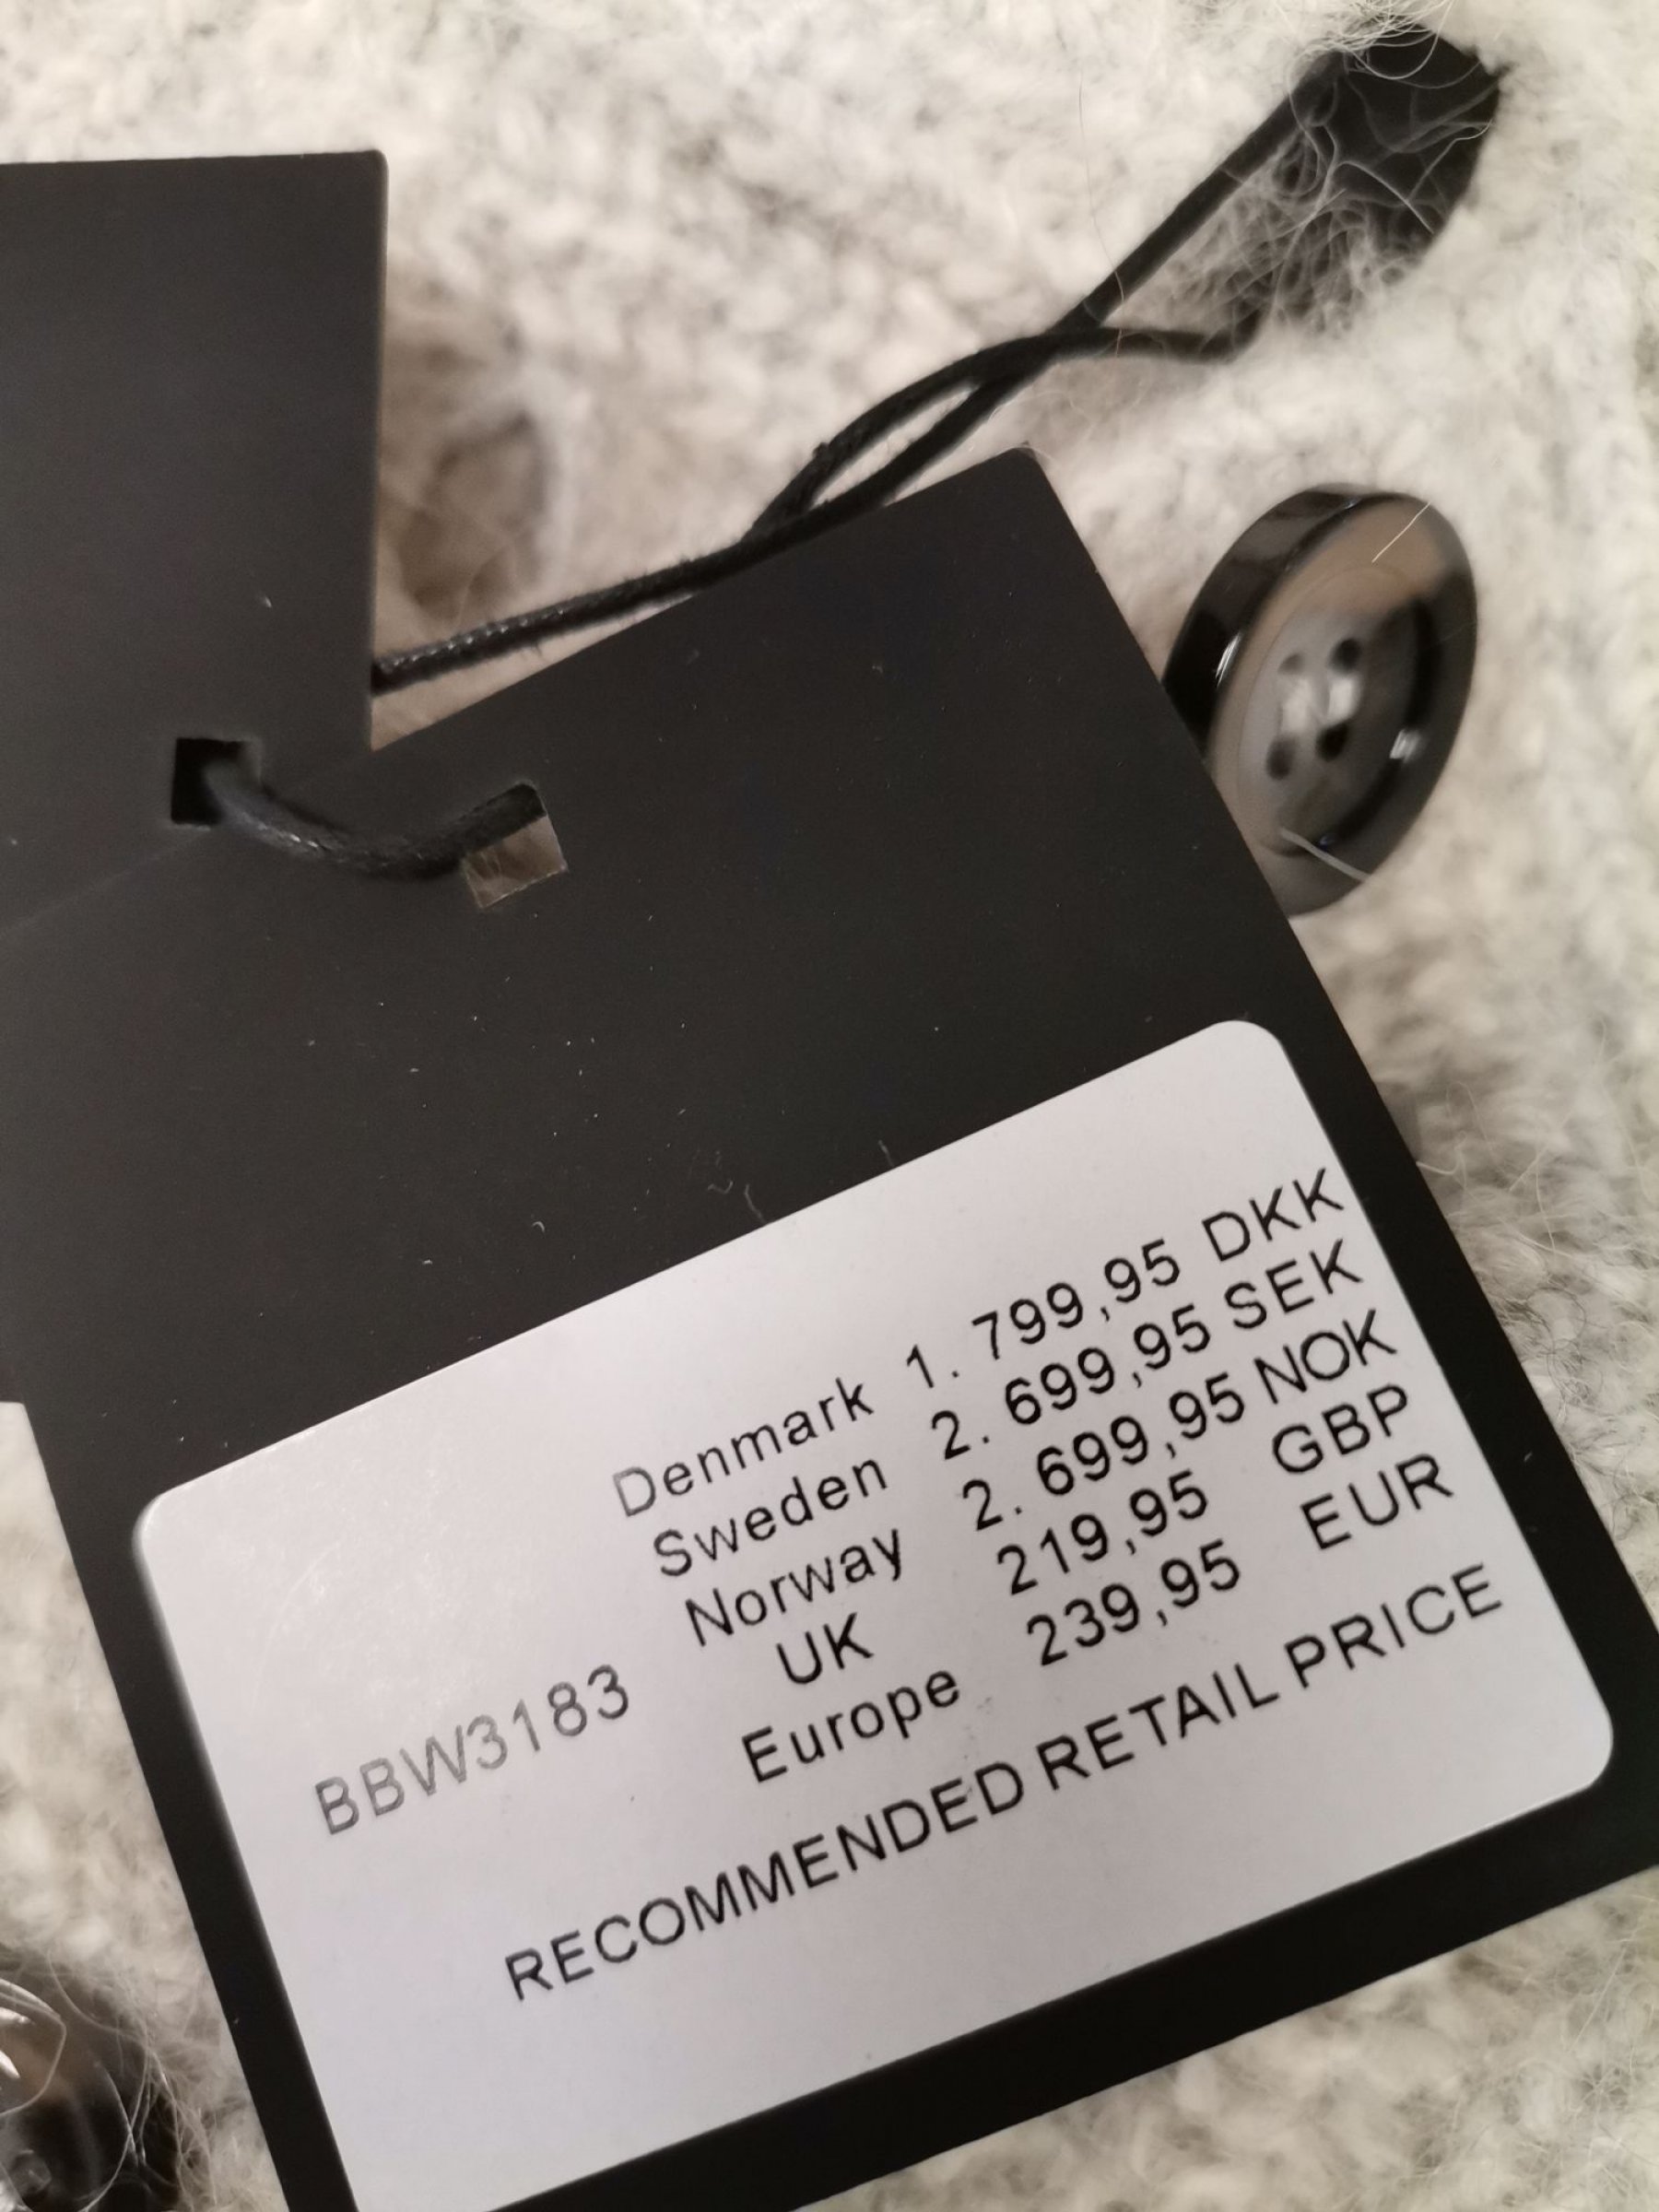 Denmark 1. 799,95 DKK
Sweden 2. 699,95 SEK
Norway 2. 699,95 NOK
UK 219,95 GBP
BBW3183 Europe 239,95 EUR
RECOMMENDED RETAIL PRICE